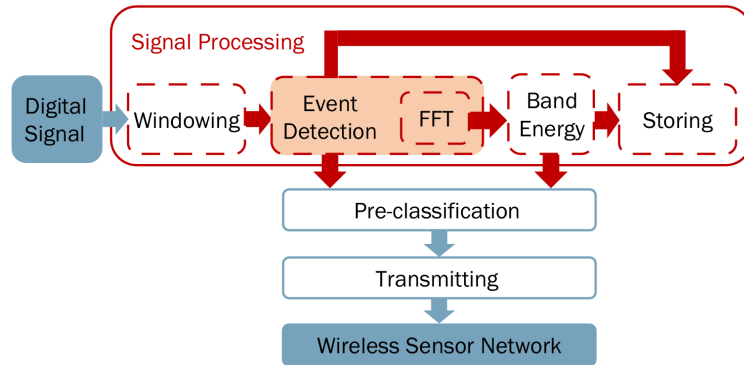 Signal Processing
Digital
Signal
Windowing
Event
Detection
FFT
Band
Energy
Storing
Pre-classification
Transmitting
Wireless Sensor Network